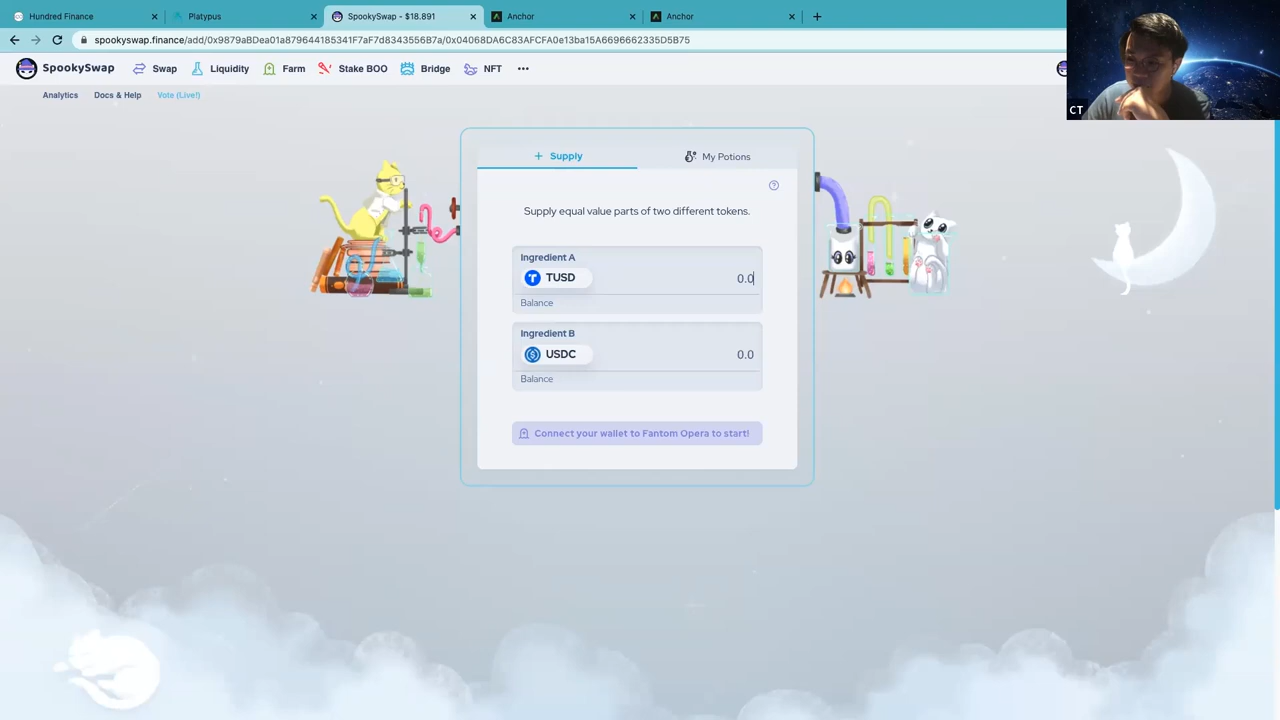 Hundred Finance
Platypus
SpookySwap - $18.891
Anchor
Anchor
spookyswap.finance/add/0x9879aBDea01a879644185341F7aF7d8343556B7a/0x04068DA6C83AFCFA0e13ba15A6696662335D5B75
SpookySwap
Swap
Liquidity
Farm
Stake BOO
Bridge
NFT
CT
Analytics
Docs & Help
Vote (Live!)
Supply
My Potions
Supply equal value parts of two different tokens.
Ingredient A
TUSD
0.0
Balance
Ingredient B
USDC
0.0
Balance
Connect your wallet to Fantom Opera to start!